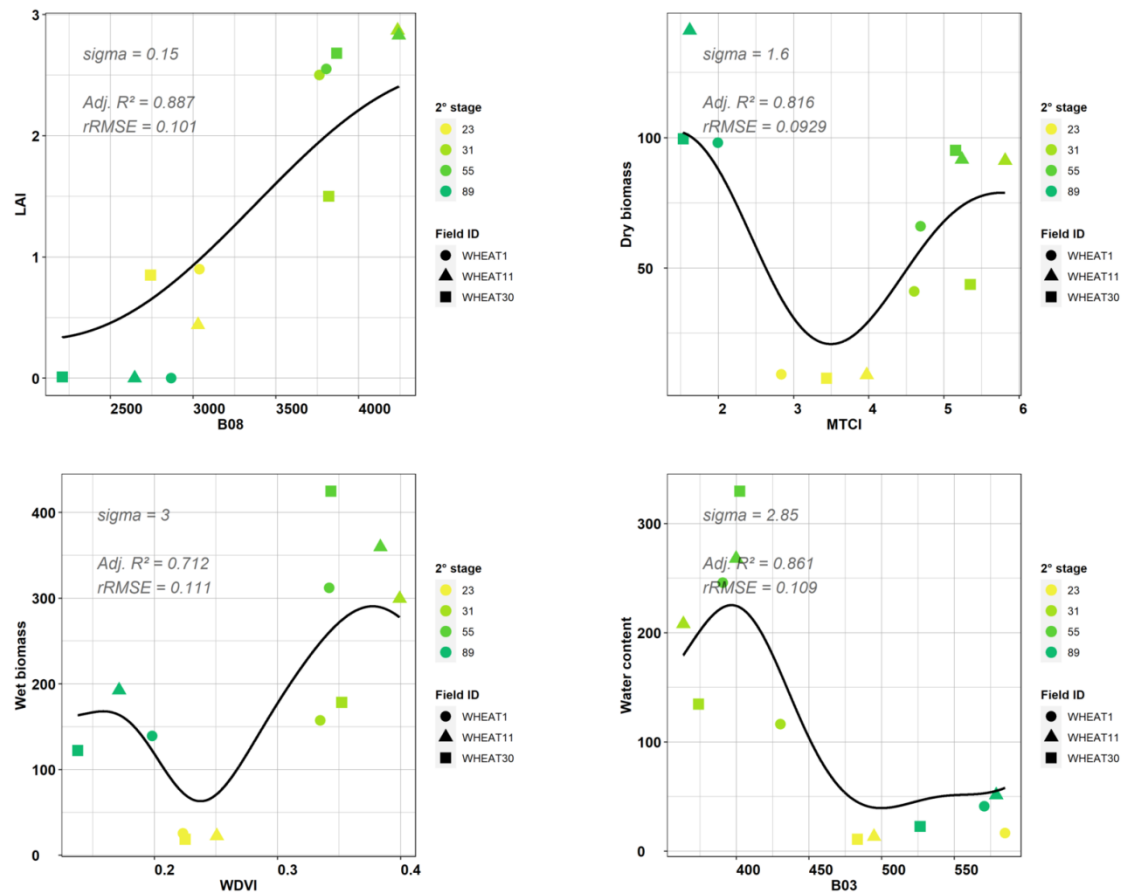 3
2
1
0
LAI
sigma = 0.15
Adj. R² = 0.887
rRMSE = 0.101
2500 3000 3500 4000
B08
2° stage
23
31
55
89
Field ID
WHEAT1
WHEAT11
WHEAT30
100
50
Dry biomass
sigma = 1.6
Adj. R² = 0.816
rRMSE = 0.0929
2 3 4 5 6
MTCI
2° stage
23
31
55
89
Field ID
WHEAT1
WHEAT11
WHEAT30
400
300
200
100
0
Wet biomass
sigma = 3
Adj. R² = 0.712
rRMSE = 0.111
0.2 0.3 0.4
WDVI
2° stage
23
31
55
89
Field ID
WHEAT1
WHEAT11
WHEAT30
300
200
100
0
Water content
sigma = 2.85
Adj. R² = 0.861
rRMSE = 0.109
400 450 500 550
B03
2° stage
23
31
55
89
Field ID
WHEAT1
WHEAT11
WHEAT30